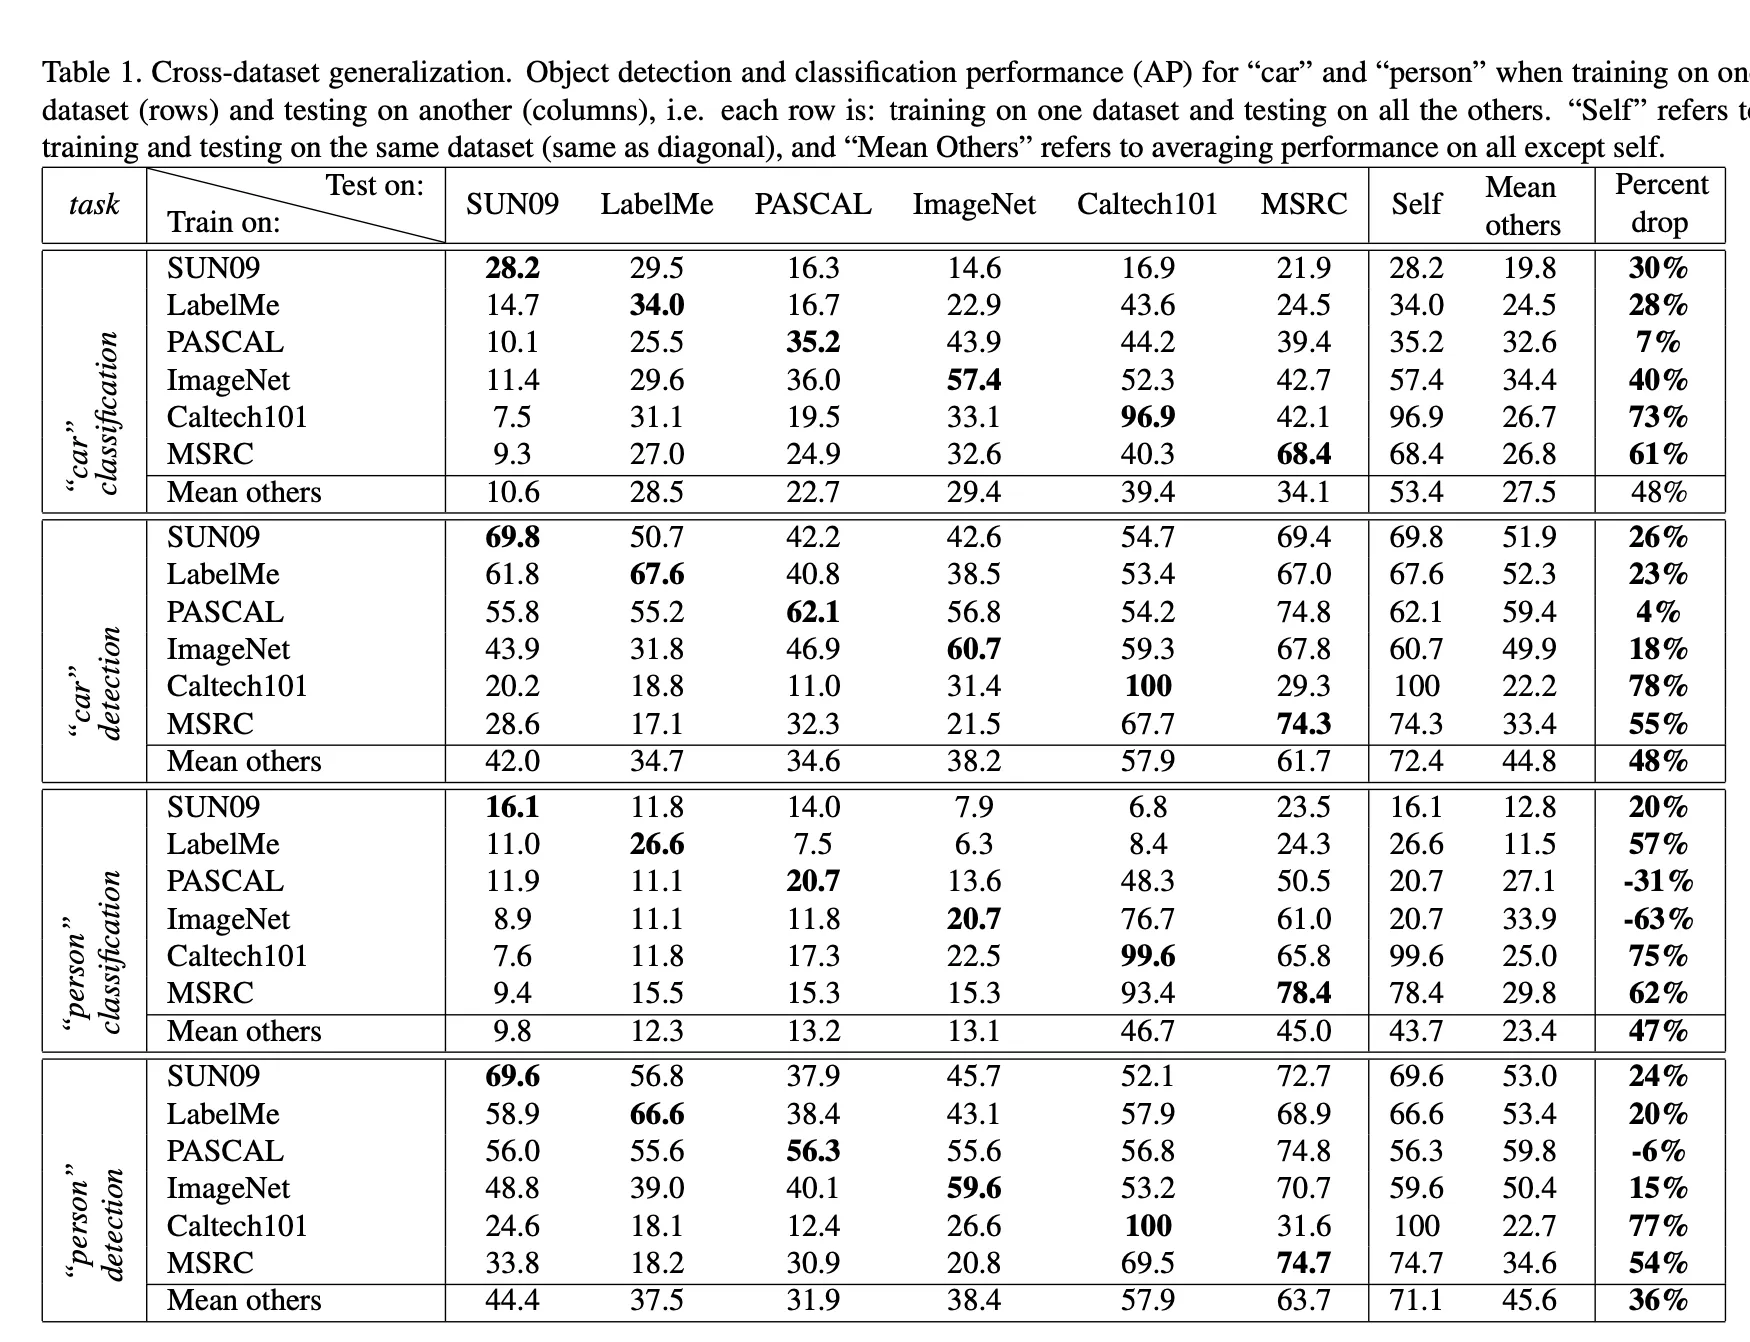 Table 1. Cross-dataset generalization. Object detection and classification performance (AP) for “car” and “person” when training on on
dataset (rows) and testing on another (columns), i.e. each row is: training on one dataset and testing on all the others. “Self” refers t
training and testing on the same dataset (same as diagonal), and “Mean Others” refers to averaging performance on all except self.
task Train on: Test on: SUN09 LabelMe PASCAL ImageNet Caltech101 MSRC Self Mean others Percent drop
“car” classification
SUN09 28.2 29.5 16.3 14.6 16.9 21.9 28.2 19.8 30%
LabelMe 14.7 34.0 16.7 22.9 43.6 24.5 34.0 24.5 28%
PASCAL 10.1 25.5 35.2 43.9 44.2 39.4 35.2 32.6 7%
ImageNet 11.4 29.6 36.0 57.4 52.3 42.7 57.4 34.4 40%
Caltech101 7.5 31.1 19.5 33.1 96.9 42.1 96.9 26.7 73%
MSRC 9.3 27.0 24.9 32.6 40.3 68.4 68.4 26.8 61%
Mean others 10.6 28.5 22.7 29.4 39.4 34.1 53.4 27.5 48%
“car” detection
SUN09 69.8 50.7 42.2 42.6 54.7 69.4 69.8 51.9 26%
LabelMe 61.8 67.6 40.8 38.5 53.4 67.0 67.6 52.3 23%
PASCAL 55.8 55.2 62.1 56.8 54.2 74.8 62.1 59.4 4%
ImageNet 43.9 31.8 46.9 60.7 59.3 67.8 60.7 49.9 18%
Caltech101 20.2 18.8 11.0 31.4 100 29.3 100 22.2 78%
MSRC 28.6 17.1 32.3 21.5 67.7 74.3 74.3 33.4 55%
Mean others 42.0 34.7 34.6 38.2 57.9 61.7 72.4 44.8 48%
“person” classification
SUN09 16.1 11.8 14.0 7.9 6.8 23.5 16.1 12.8 20%
LabelMe 11.0 26.6 7.5 6.3 8.4 24.3 26.6 11.5 57%
PASCAL 11.9 11.1 20.7 13.6 48.3 50.5 20.7 27.1 -31%
ImageNet 8.9 11.1 11.8 20.7 76.7 61.0 20.7 33.9 -63%
Caltech101 7.6 11.8 17.3 22.5 99.6 65.8 99.6 25.0 75%
MSRC 9.4 15.5 15.3 15.3 93.4 78.4 78.4 29.8 62%
Mean others 9.8 12.3 13.2 13.1 46.7 45.0 43.7 23.4 47%
“person” detection
SUN09 69.6 56.8 37.9 45.7 52.1 72.7 69.6 53.0 24%
LabelMe 58.9 66.6 38.4 43.1 57.9 68.9 66.6 53.4 20%
PASCAL 56.0 55.6 56.3 55.6 56.8 74.8 56.3 59.8 -6%
ImageNet 48.8 39.0 40.1 59.6 53.2 70.7 59.6 50.4 15%
Caltech101 24.6 18.1 12.4 26.6 100 31.6 100 22.7 77%
MSRC 33.8 18.2 30.9 20.8 69.5 74.7 74.7 34.6 54%
Mean others 44.4 37.5 31.9 38.4 57.9 63.7 71.1 45.6 36%